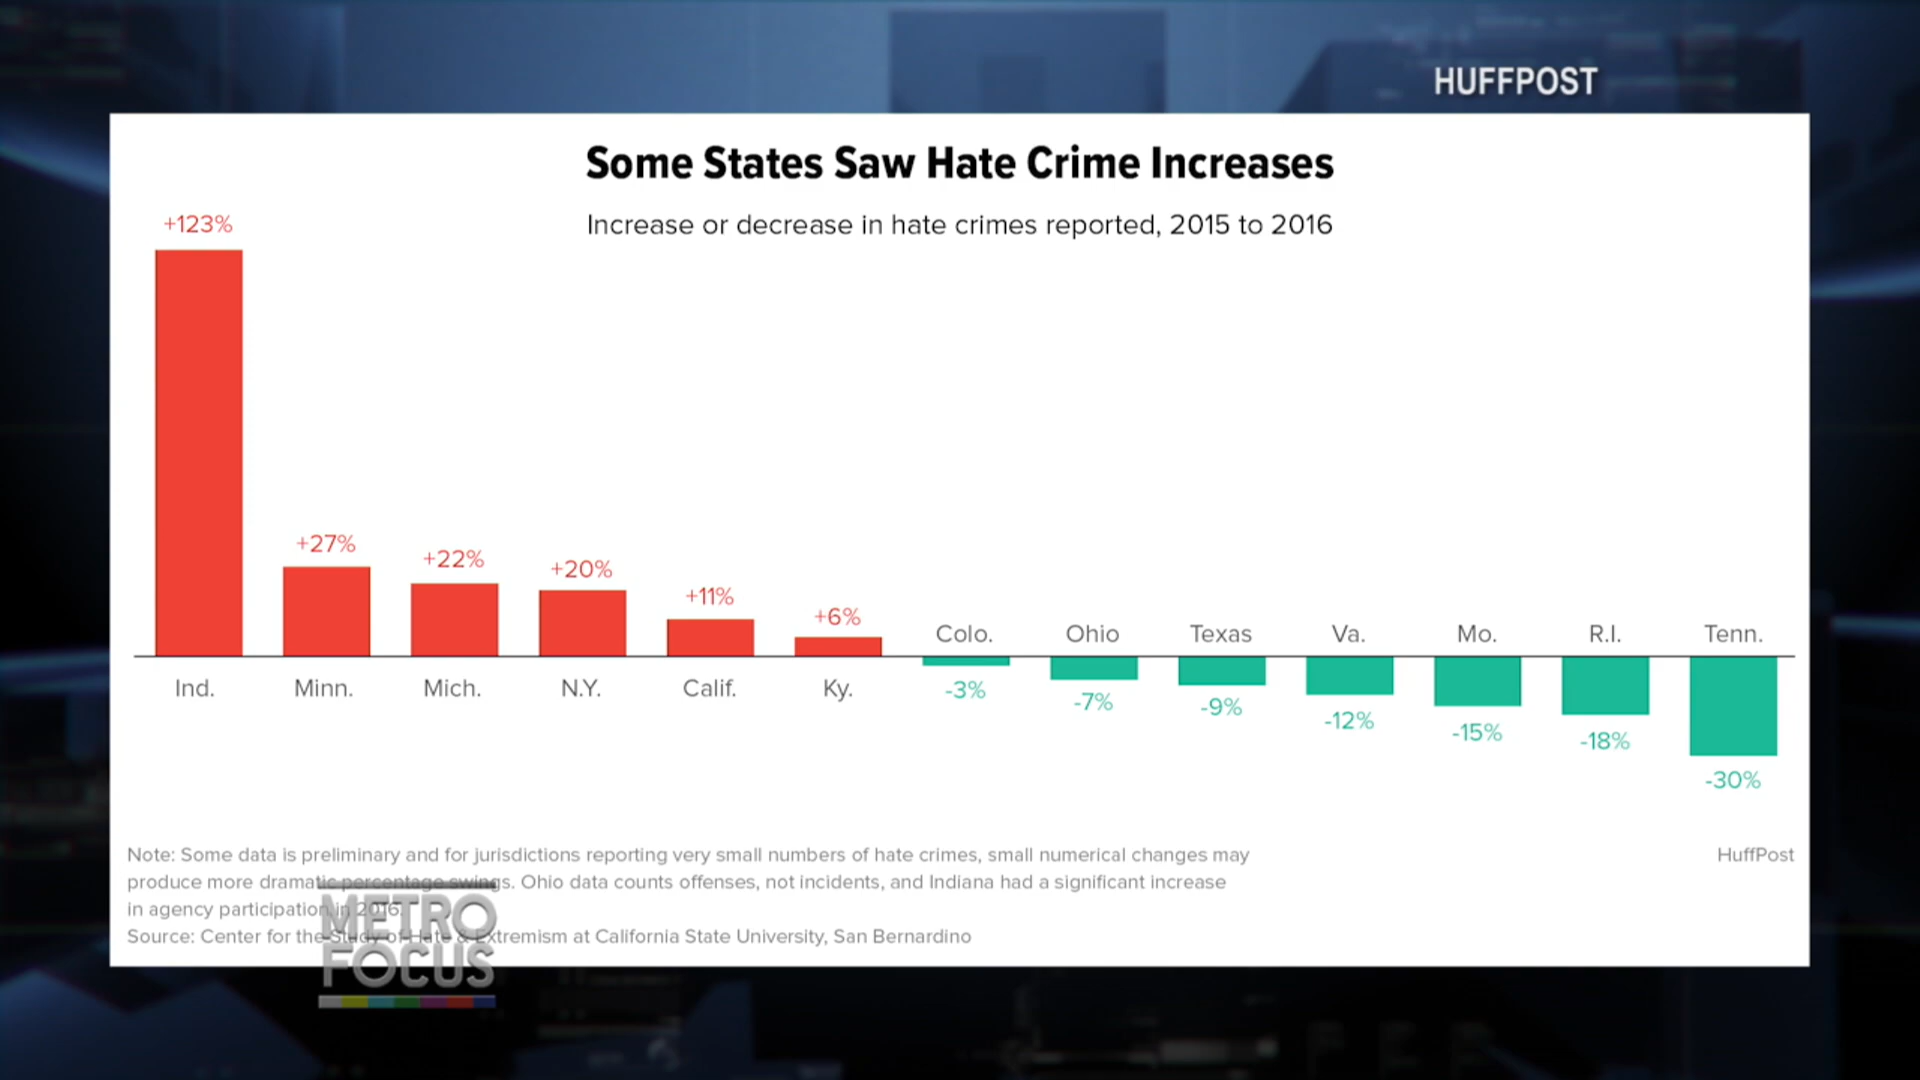 HUFFPOST
Some States Saw Hate Crime Increases
Increase or decrease in hate crimes reported, 2015 to 2016
+123%
+27%
+22%
+20%
+11%
+6%
Colo.
Ohio
Texas
Va.
Mo.
R.I.
Tenn.
Ind.
Minn.
Mich.
N.Y.
Calif.
Ky.
-3%
-7%
-9%
-12%
-15%
-18%
-30%
Note: Some data is preliminary and for jurisdictions reporting very small numbers of hate crimes, small numerical changes may
produce more dramatic percentage swings. Ohio data counts offenses, not incidents, and Indiana had a significant increase
in agency participation in 2016.
Source: Center for the Study of Hate & Extremism at California State University, San Bernardino
HuffPost
METRO
FOCUS